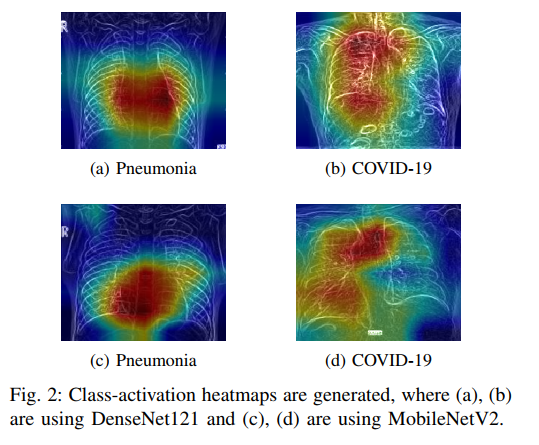 R
(a) Pneumonia
(b) COVID-19
R
(c) Pneumonia
(d) COVID-19
Fig. 2: Class-activation heatmaps are generated, where (a), (b)
are using DenseNet121 and (c), (d) are using MobileNetV2.